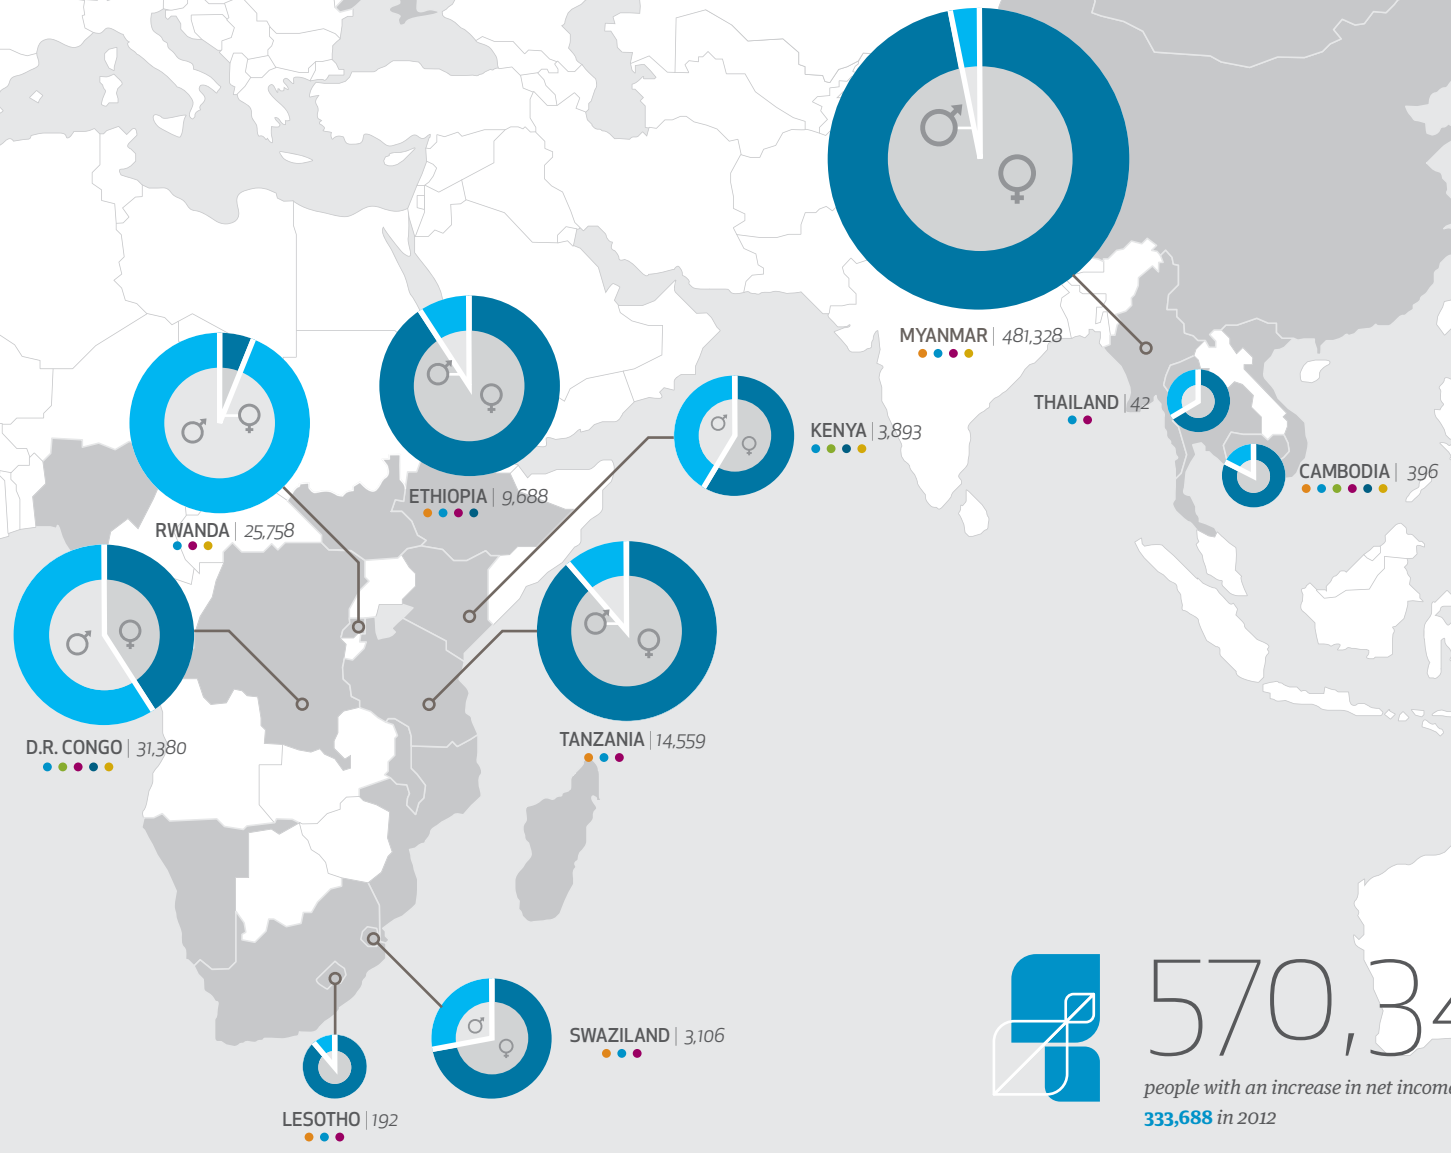 MYANMAR | 481,328
THAILAND | 42
KENYA | 3,893
CAMBODIA | 396
ETHIOPIA | 9,688
RWANDA | 25,758
TANZANIA | 14,559
D.R. CONGO | 31,380
SWAZILAND | 3,106
LESOTHO | 192
570,34
people with an increase in net income
333,688 in 2012